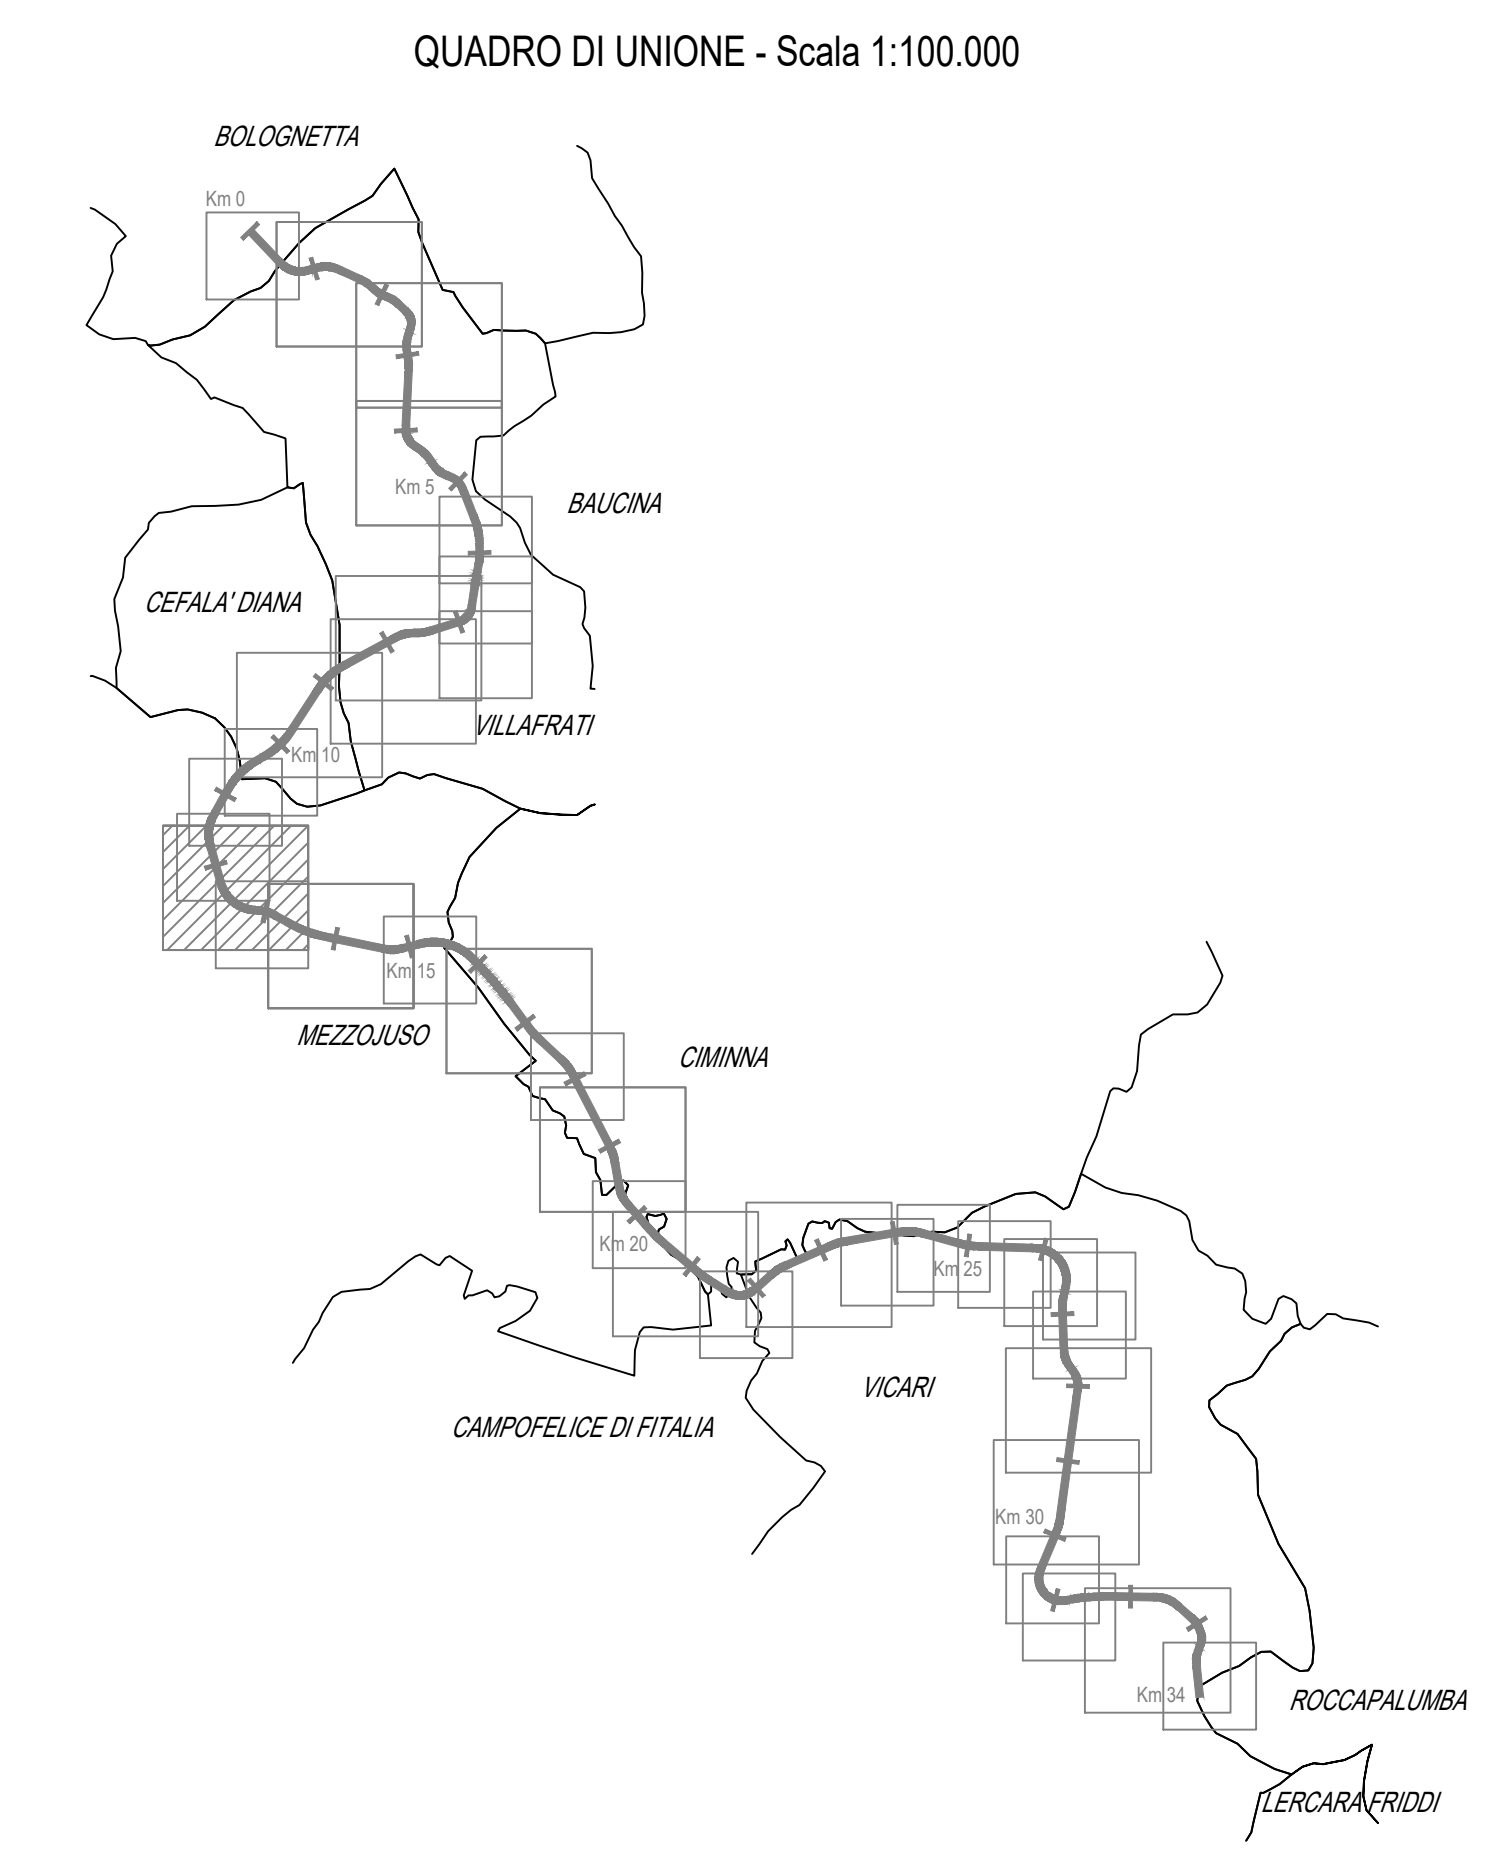 QUADRO DI UNIONE - Scala 1:100.000
BOLOGNETTA
Km 0
Km 5
BAUCINA
CEFALA' DIANA
VILLAFRATI
Km 10
Km 15
MEZZOJUSO
CIMINNA
Km 20
Km 25
VICARI
CAMPOFELICE DI FITALIA
Km 30
Km 34
ROCCAPALUMBA
LERCARA FRIDDI